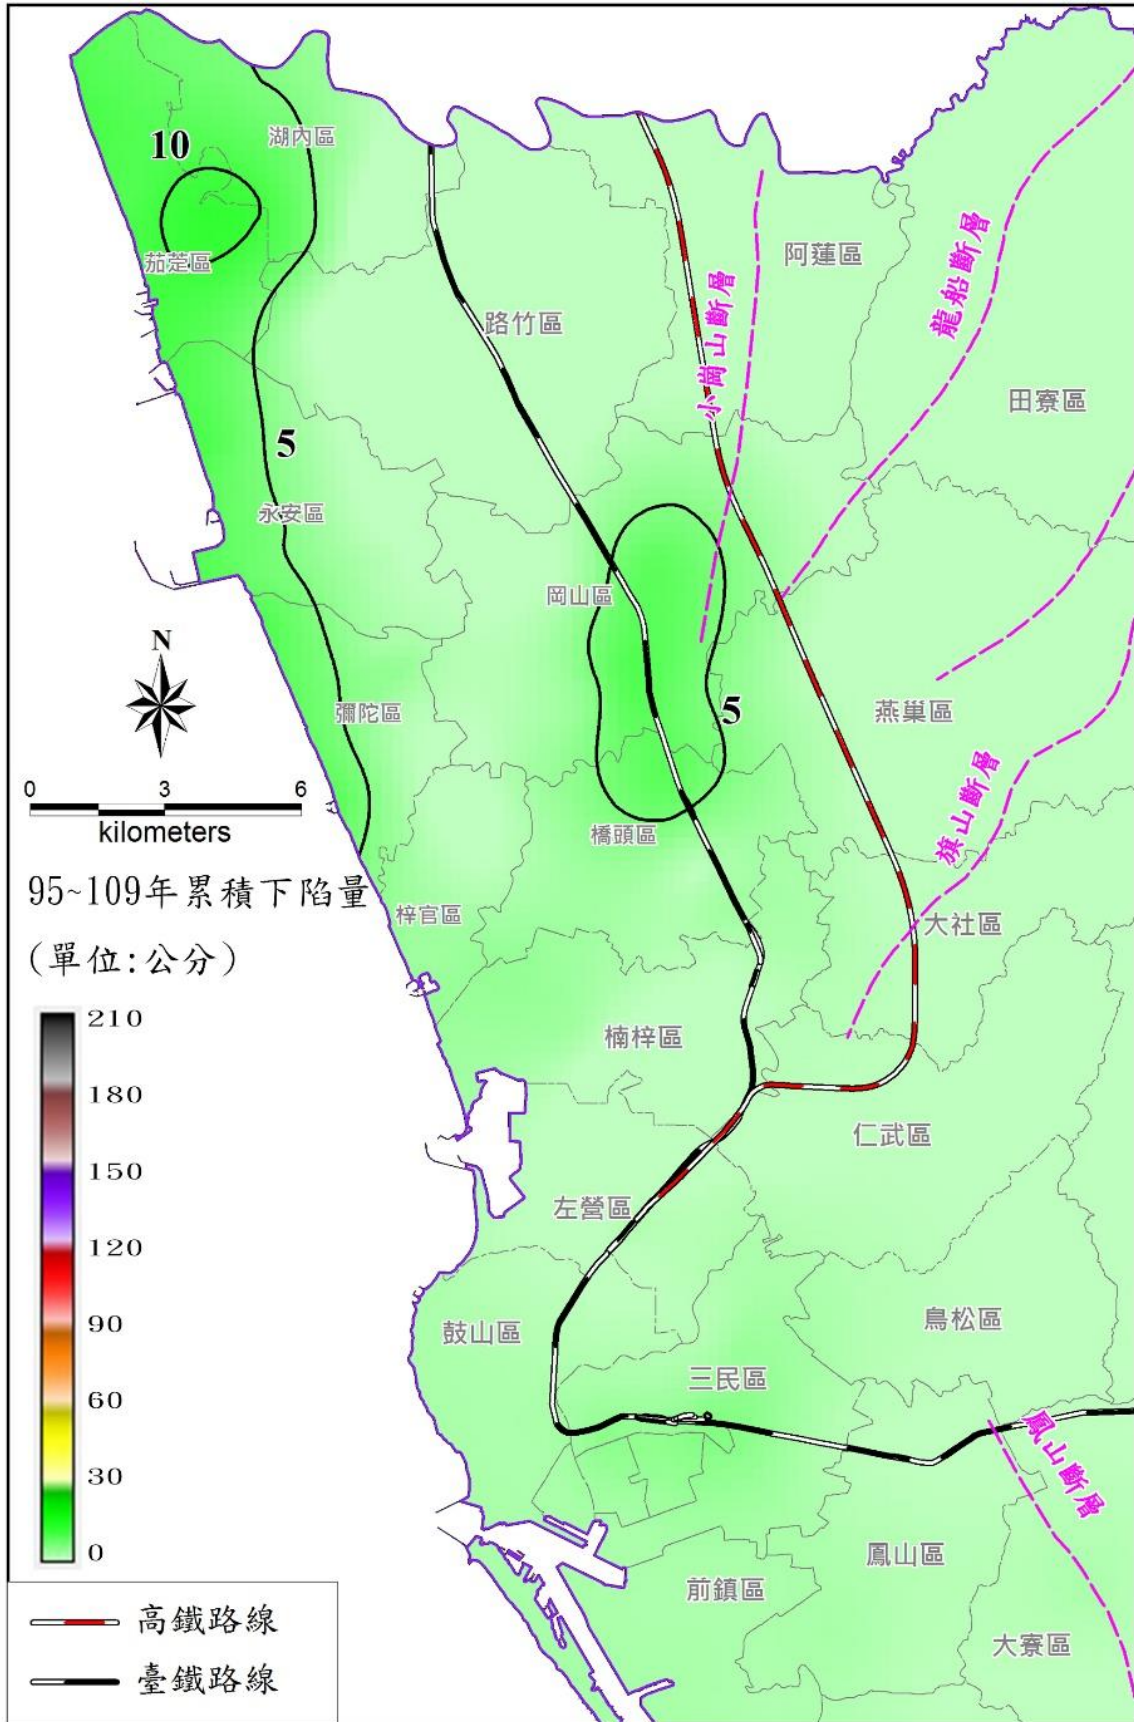 10
湖內區
茄萣區
阿蓮區
龍船斷層
小崗山斷層
路竹區
田寮區
5
永安區
岡山區
N
彌陀區
5
燕巢區
0 3 6
kilometers
旗山斷層
橋頭區
95~109年累積下陷量
梓官區
大社區
(單位:公分)
楠梓區
210
180
150
120
90
60
30
0
仁武區
左營區
鳥松區
鼓山區
三民區
鳳山斷層
鳳山區
前鎮區
大寮區
高鐵路線
臺鐵路線